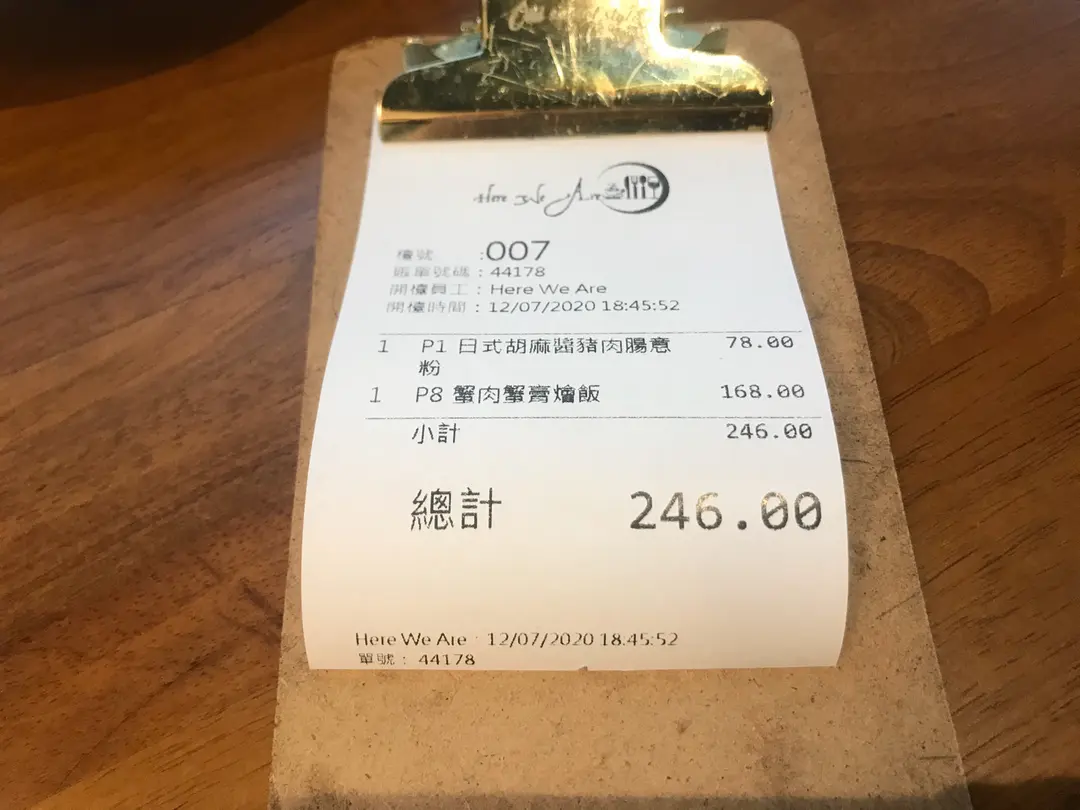 Here We Are
檯號 :007
賬單號碼 : 44178
開檯員工 : Here We Are
開檯時間 : 12/07/2020 18:45:52
1 P1 日式胡麻醬豬肉腸意 78.00
粉
1 P8 蟹肉蟹膏燴飯 168.00
小計 246.00
總計 246.00
Here We Are : 12/07/2020 18:45:52
單號 : 44178